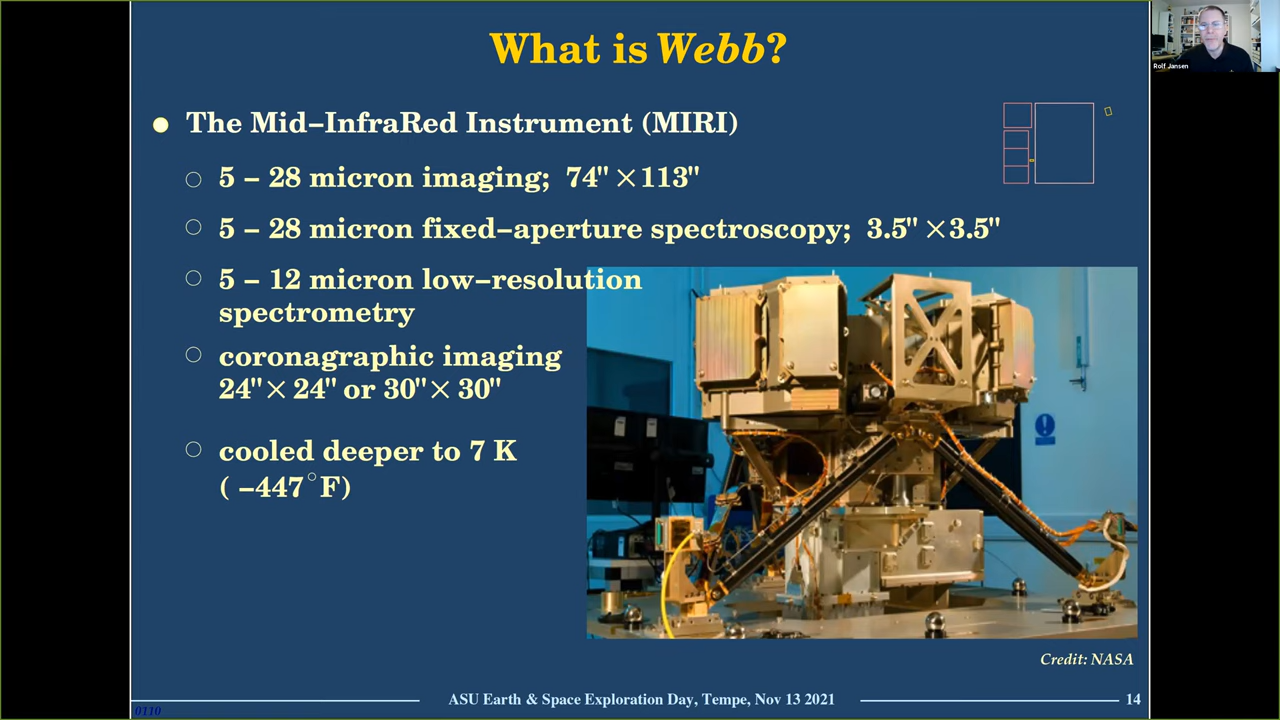 What is Webb?
Rolf Jansen
● The Mid–InfraRed Instrument (MIRI)
○ 5 – 28 micron imaging; 74" ×113"
○ 5 – 28 micron fixed–aperture spectroscopy; 3.5" ×3.5"
○ 5 – 12 micron low–resolution
spectrometry
○ coronagraphic imaging
24"× 24" or 30"× 30"
○ cooled deeper to 7 K
( –447°F)
Credit: NASA
ASU Earth & Space Exploration Day, Tempe, Nov 13 2021
14
0110